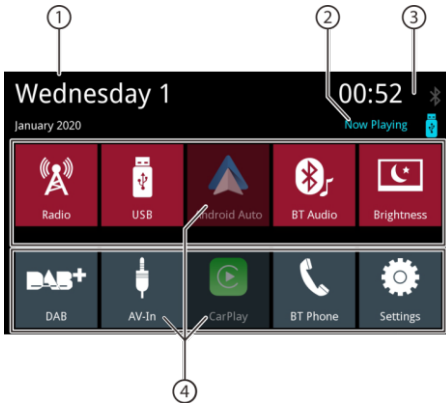 1 2 3
Wednesday 1 00:52
January 2020 Now Playing
Radio USB Android Auto BT Audio Brightness
DAB+
DAB AV-In CarPlay BT Phone Settings
4